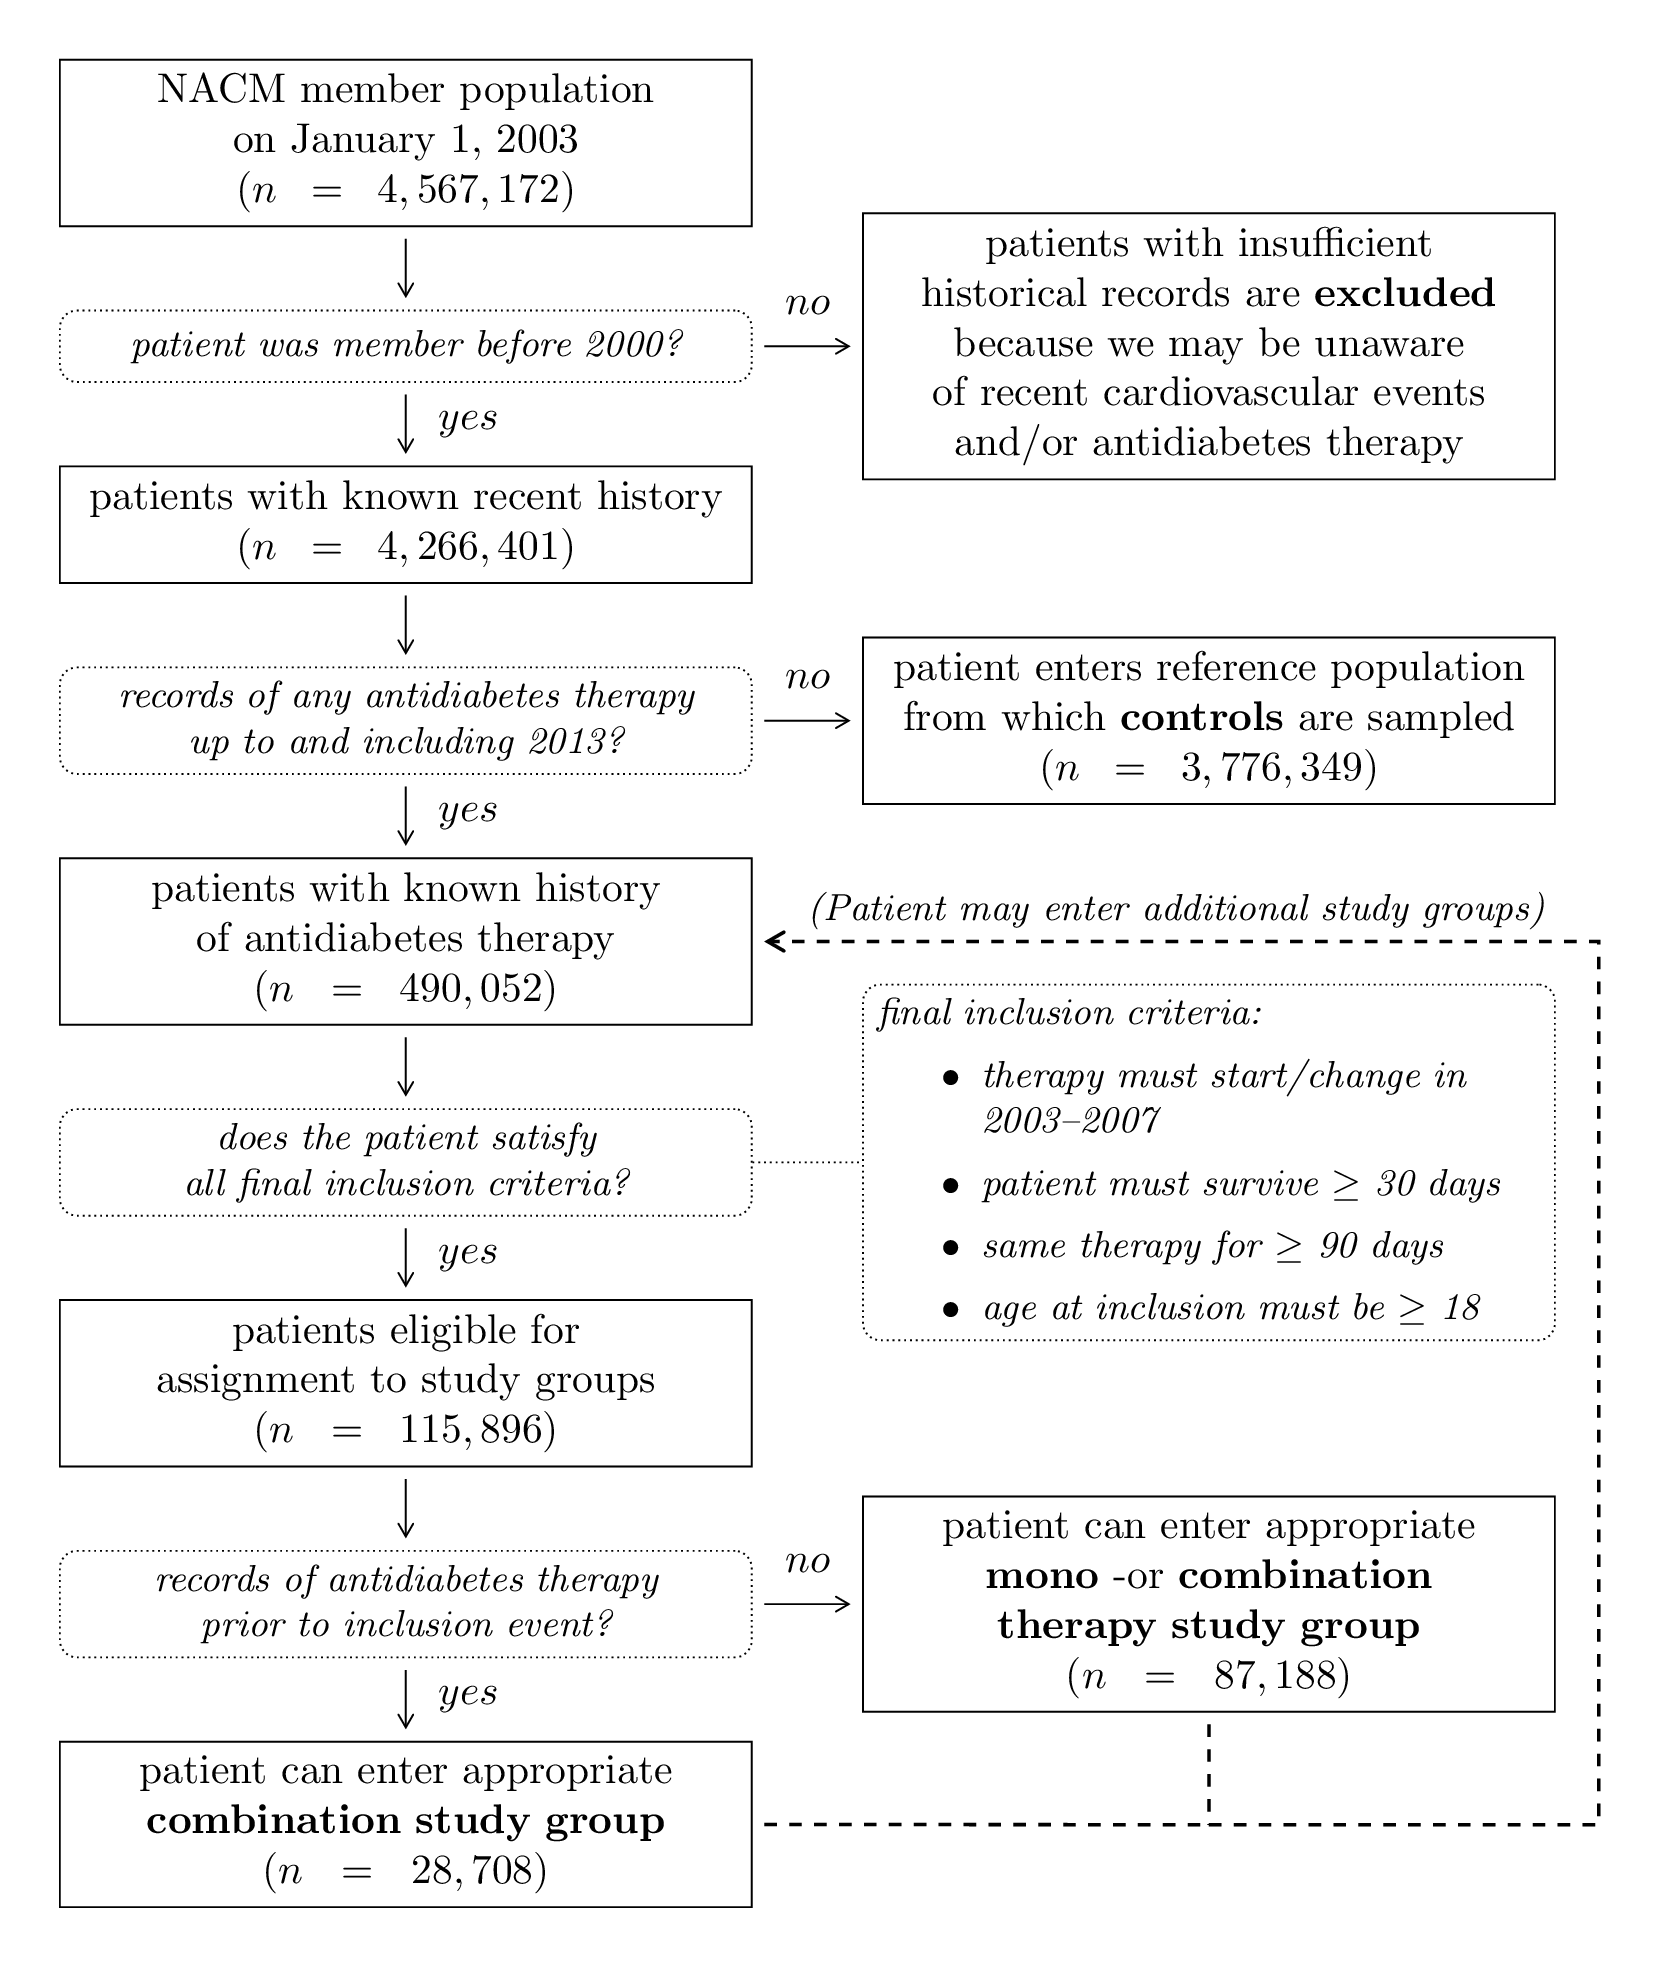 NACM member population
on January 1, 2003
(n = 4,567,172)
patient was member before 2000?
no
patients with insufficient
historical records are excluded
because we may be unaware
of recent cardiovascular events
and/or antidiabetes therapy
yes
patients with known recent history
(n = 4,266,401)
records of any antidiabetes therapy
up to and including 2013?
no
patient enters reference population
from which controls are sampled
(n = 3,776,349)
yes
patients with known history
of antidiabetes therapy
(n = 490,052)
(Patient may enter additional study groups)
does the patient satisfy
all final inclusion criteria?
final inclusion criteria:
• therapy must start/change in
2003–2007
• patient must survive ≥ 30 days
• same therapy for ≥ 90 days
• age at inclusion must be ≥ 18
yes
patients eligible for
assignment to study groups
(n = 115,896)
records of antidiabetes therapy
prior to inclusion event?
no
patient can enter appropriate
mono -or combination
therapy study group
(n = 87,188)
yes
patient can enter appropriate
combination study group
(n = 28,708)